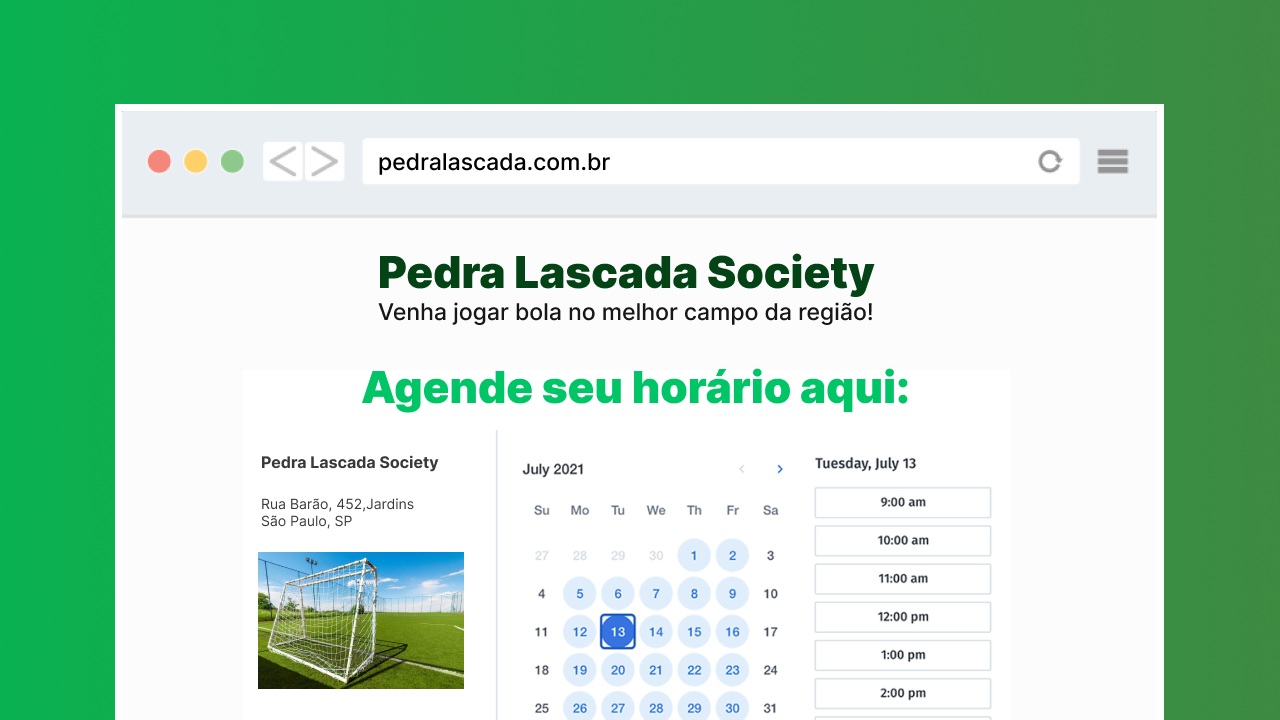 pedralascada.com.br
Pedra Lascada Society
Venha jogar bola no melhor campo da região!
Agende seu horário aqui:
Pedra Lascada Society
Rua Barão, 452,Jardins
São Paulo, SP
July 2021
Su Mo Tu We Th Fr Sa
27 28 29 30 1 2 3
4 5 6 7 8 9 10
11 12 13 14 15 16 17
18 19 20 21 22 23 24
25 26 27 28 29 30 31
Tuesday, July 13
9:00 am
10:00 am
11:00 am
12:00 pm
1:00 pm
2:00 pm